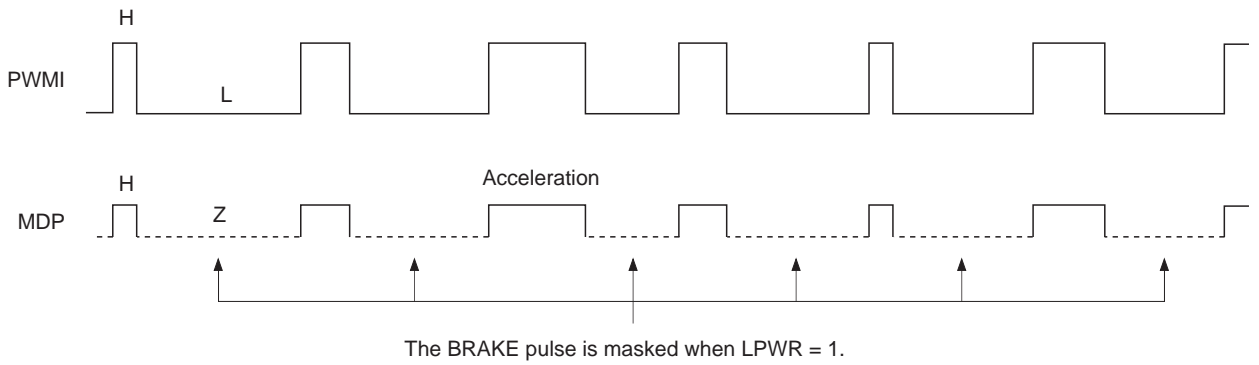 H
PWMI
L
H
Acceleration
MDP
Z
The BRAKE pulse is masked when LPWR = 1.